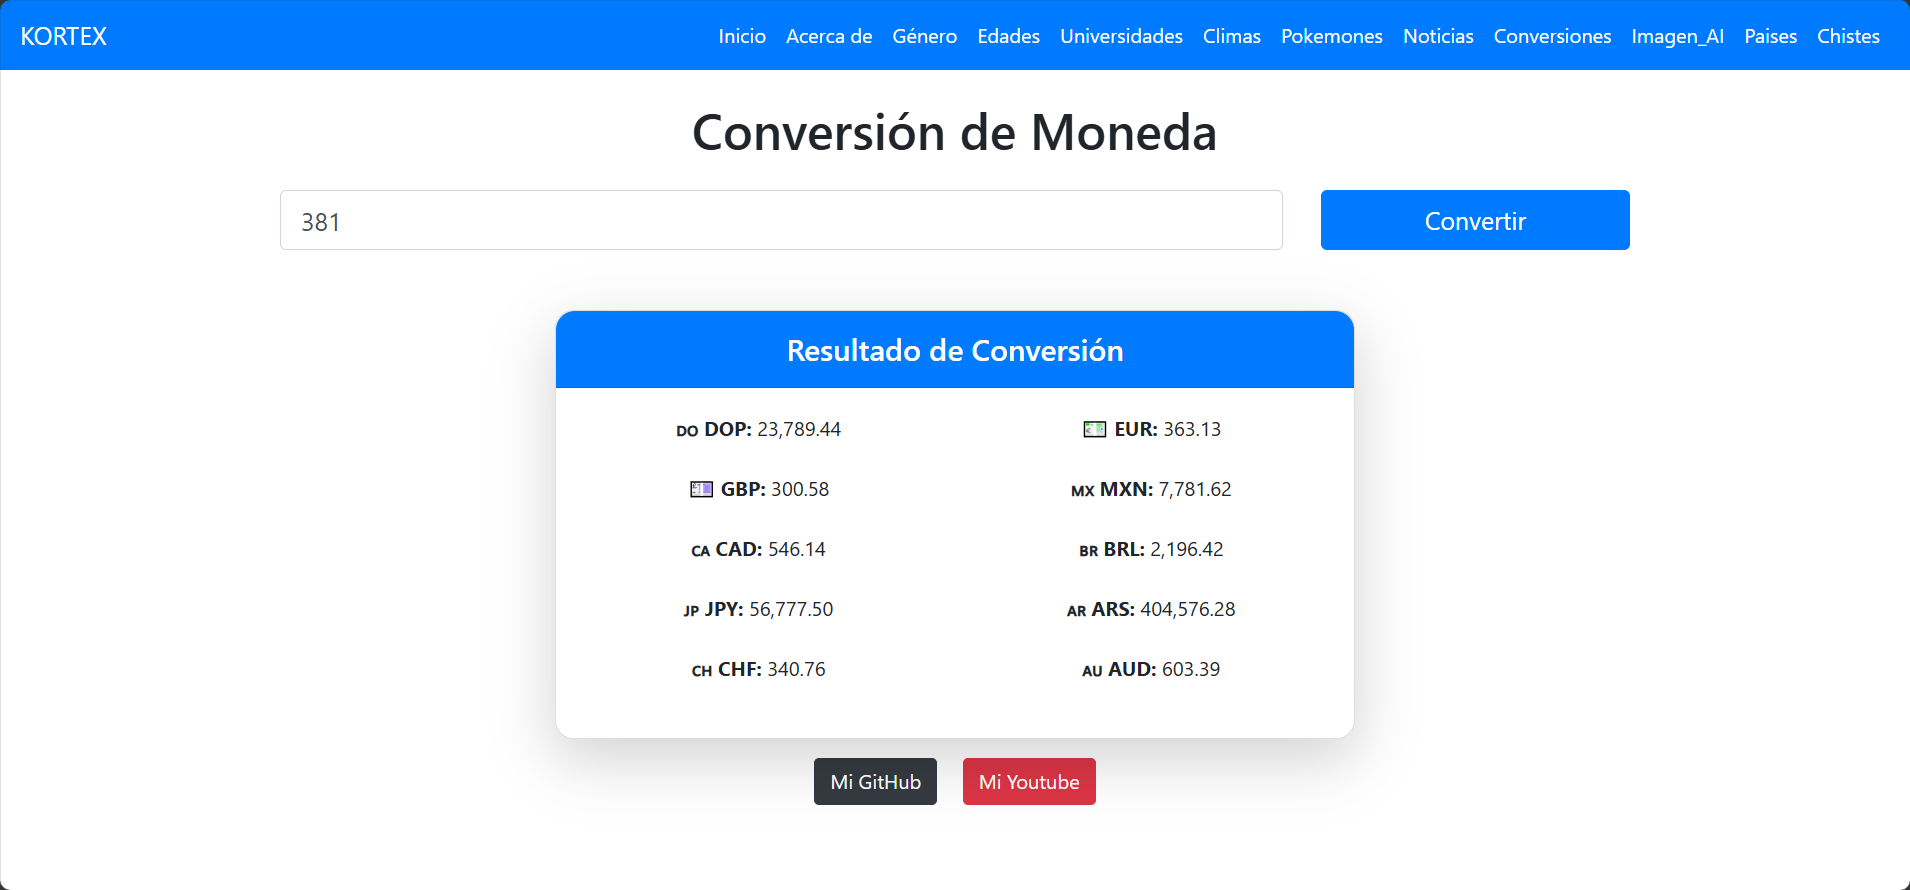 KORTEX
Inicio Acerca de Género Edades Universidades Climas Pokemones Noticias Conversiones Imagen_AI Paises Chistes
Conversión de Moneda
381
Convertir
Resultado de Conversión
DO DOP: 23,789.44
EUR: 363.13
GBP: 300.58
MX MXN: 7,781.62
CA CAD: 546.14
BR BRL: 2,196.42
JP JPY: 56,777.50
AR ARS: 404,576.28
CH CHF: 340.76
AU AUD: 603.39
Mi GitHub
Mi Youtube